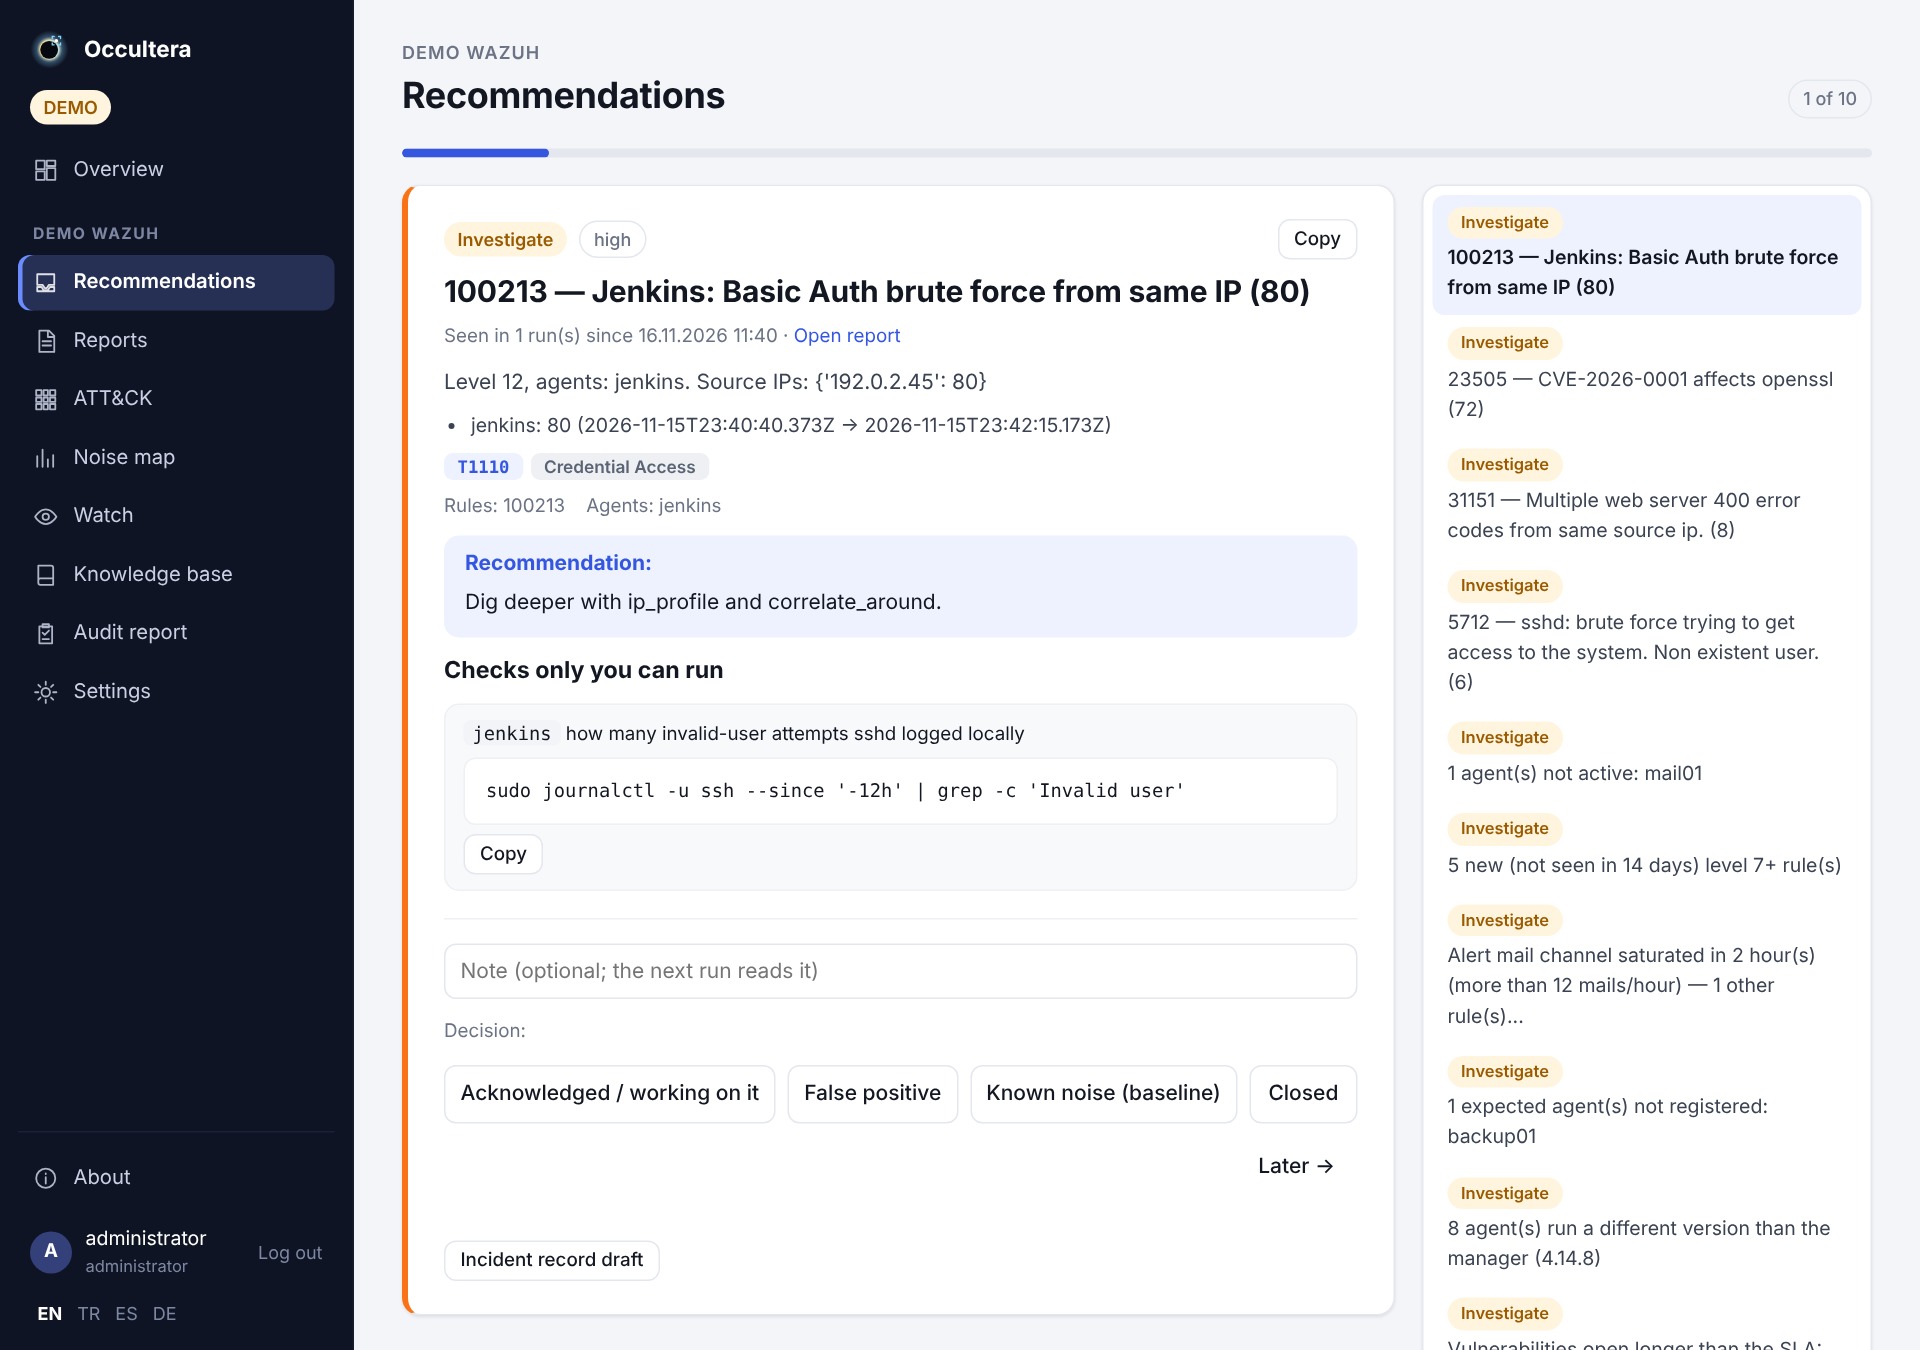 Occultera
DEMO
Overview
DEMO WAZUH
Recommendations
Reports
ATT&CK
Noise map
Watch
Knowledge base
Audit report
Settings
About
A
administrator
administrator
Log out
EN TR ES DE
DEMO WAZUH
Recommendations
1 of 10
Investigate high Copy
100213 — Jenkins: Basic Auth brute force from same IP (80)
Seen in 1 run(s) since 16.11.2026 11:40 · Open report
Level 12, agents: jenkins. Source IPs: {'192.0.2.45': 80}
• jenkins: 80 (2026-11-15T23:40:40.373Z → 2026-11-15T23:42:15.173Z)
T1110 Credential Access
Rules: 100213 Agents: jenkins
Recommendation:
Dig deeper with ip_profile and correlate_around.
Checks only you can run
jenkins how many invalid-user attempts sshd logged locally
sudo journalctl -u ssh --since '-12h' | grep -c 'Invalid user'
Copy
Note (optional; the next run reads it)
Decision:
Acknowledged / working on it False positive Known noise (baseline) Closed
Later →
Incident record draft
Investigate
100213 — Jenkins: Basic Auth brute force
from same IP (80)
Investigate
23505 — CVE-2026-0001 affects openssl
(72)
Investigate
31151 — Multiple web server 400 error
codes from same source ip. (8)
Investigate
5712 — sshd: brute force trying to get
access to the system. Non existent user.
(6)
Investigate
1 agent(s) not active: mail01
Investigate
5 new (not seen in 14 days) level 7+ rule(s)
Investigate
Alert mail channel saturated in 2 hour(s)
(more than 12 mails/hour) — 1 other
rule(s)...
Investigate
1 expected agent(s) not registered:
backup01
Investigate
8 agent(s) run a different version than the
manager (4.14.8)
Investigate
Vulnerabilities open longer than the SLA: